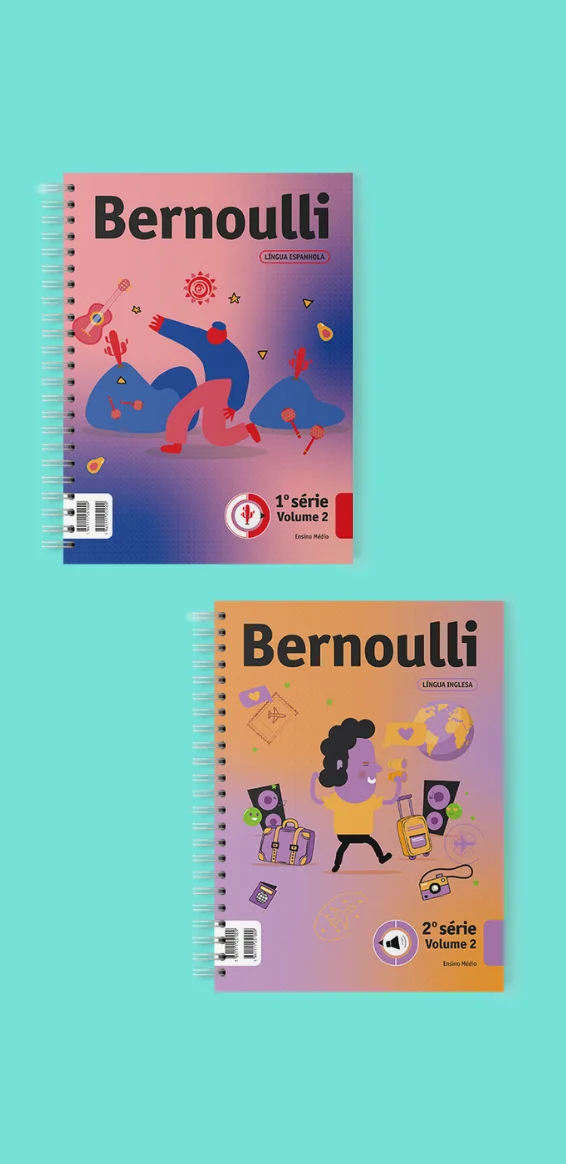 Bernoulli
LÍNGUA ESPANHOLA
1ª série
Volume 2
Ensino Médio
Bernoulli
LÍNGUA INGLESA
2ª série
Volume 2
Ensino Médio